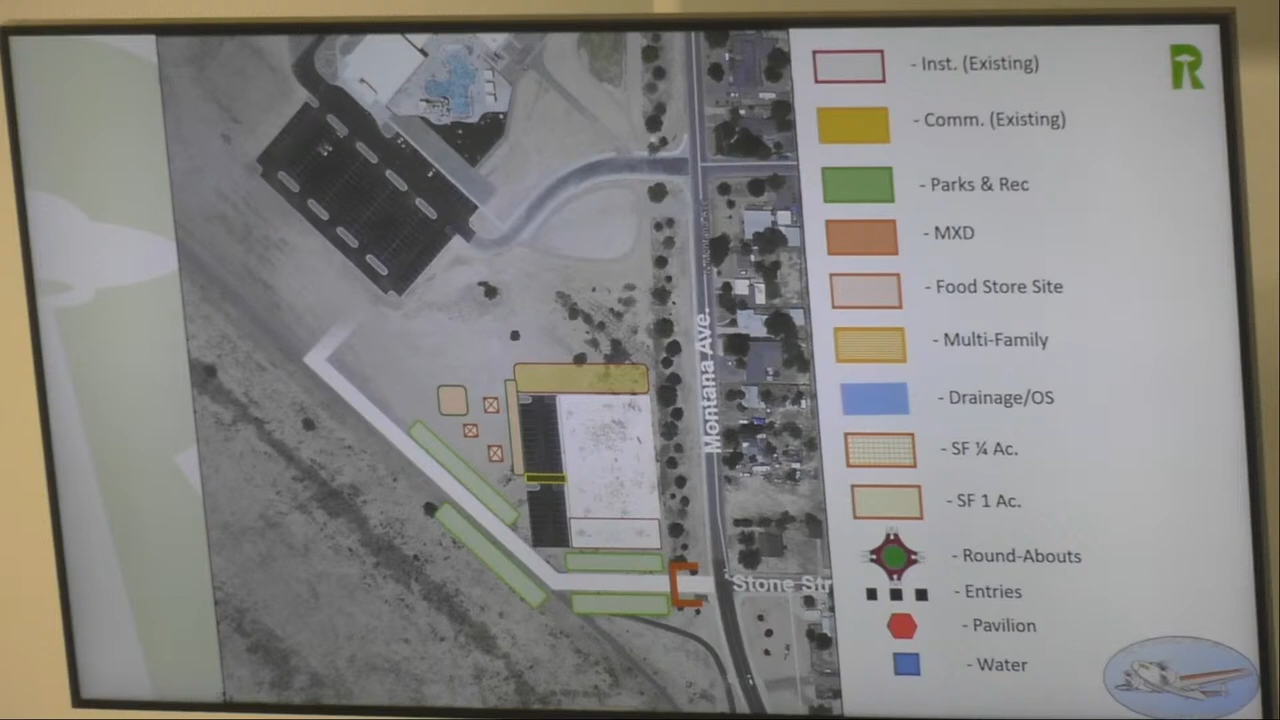 - Inst. (Existing)
- Comm. (Existing)
- Parks & Rec
- MXD
- Food Store Site
- Multi-Family
- Drainage/OS
- SF ¼ Ac.
- SF 1 Ac.
- Round-Abouts
- Entries
- Pavilion
- Water
Montana Ave.
Stone Str
R